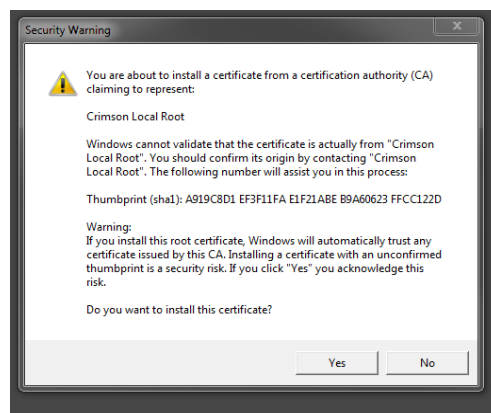 Security Warning
You are about to install a certificate from a certification authority (CA)
claiming to represent:
Crimson Local Root
Windows cannot validate that the certificate is actually from "Crimson
Local Root". You should confirm its origin by contacting "Crimson
Local Root". The following number will assist you in this process:
Thumbprint (sha1): A919C8D1 EF3F11FA E1F21ABE B9A60623 FFCC122D
Warning:
If you install this root certificate, Windows will automatically trust any
certificate issued by this CA. Installing a certificate with an unconfirmed
thumbprint is a security risk. If you click "Yes" you acknowledge this
risk.
Do you want to install this certificate?
Yes No